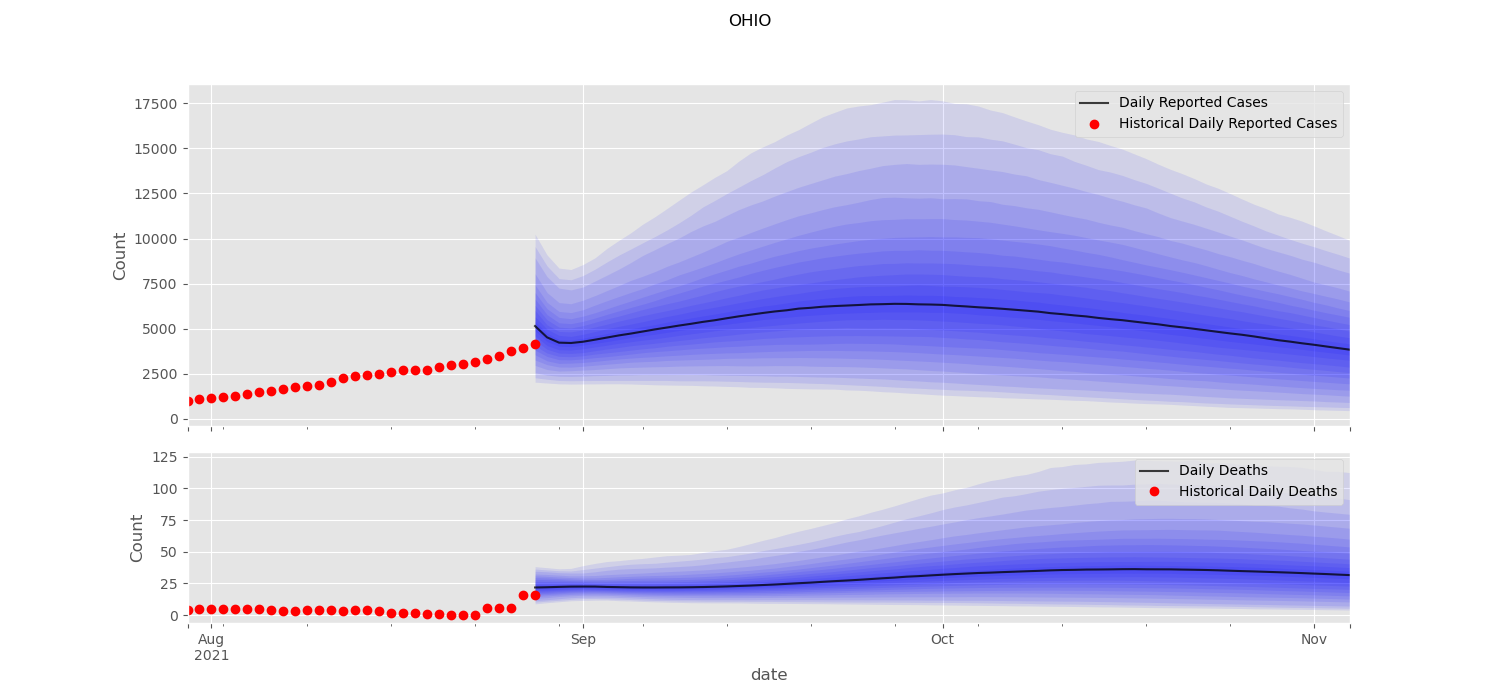 OHIO
17500
15000
12500
10000
7500
5000
2500
0
Count
Daily Reported Cases
Historical Daily Reported Cases
125
100
75
50
25
0
Count
Daily Deaths
Historical Daily Deaths
Aug
2021
Sep
Oct
Nov
date